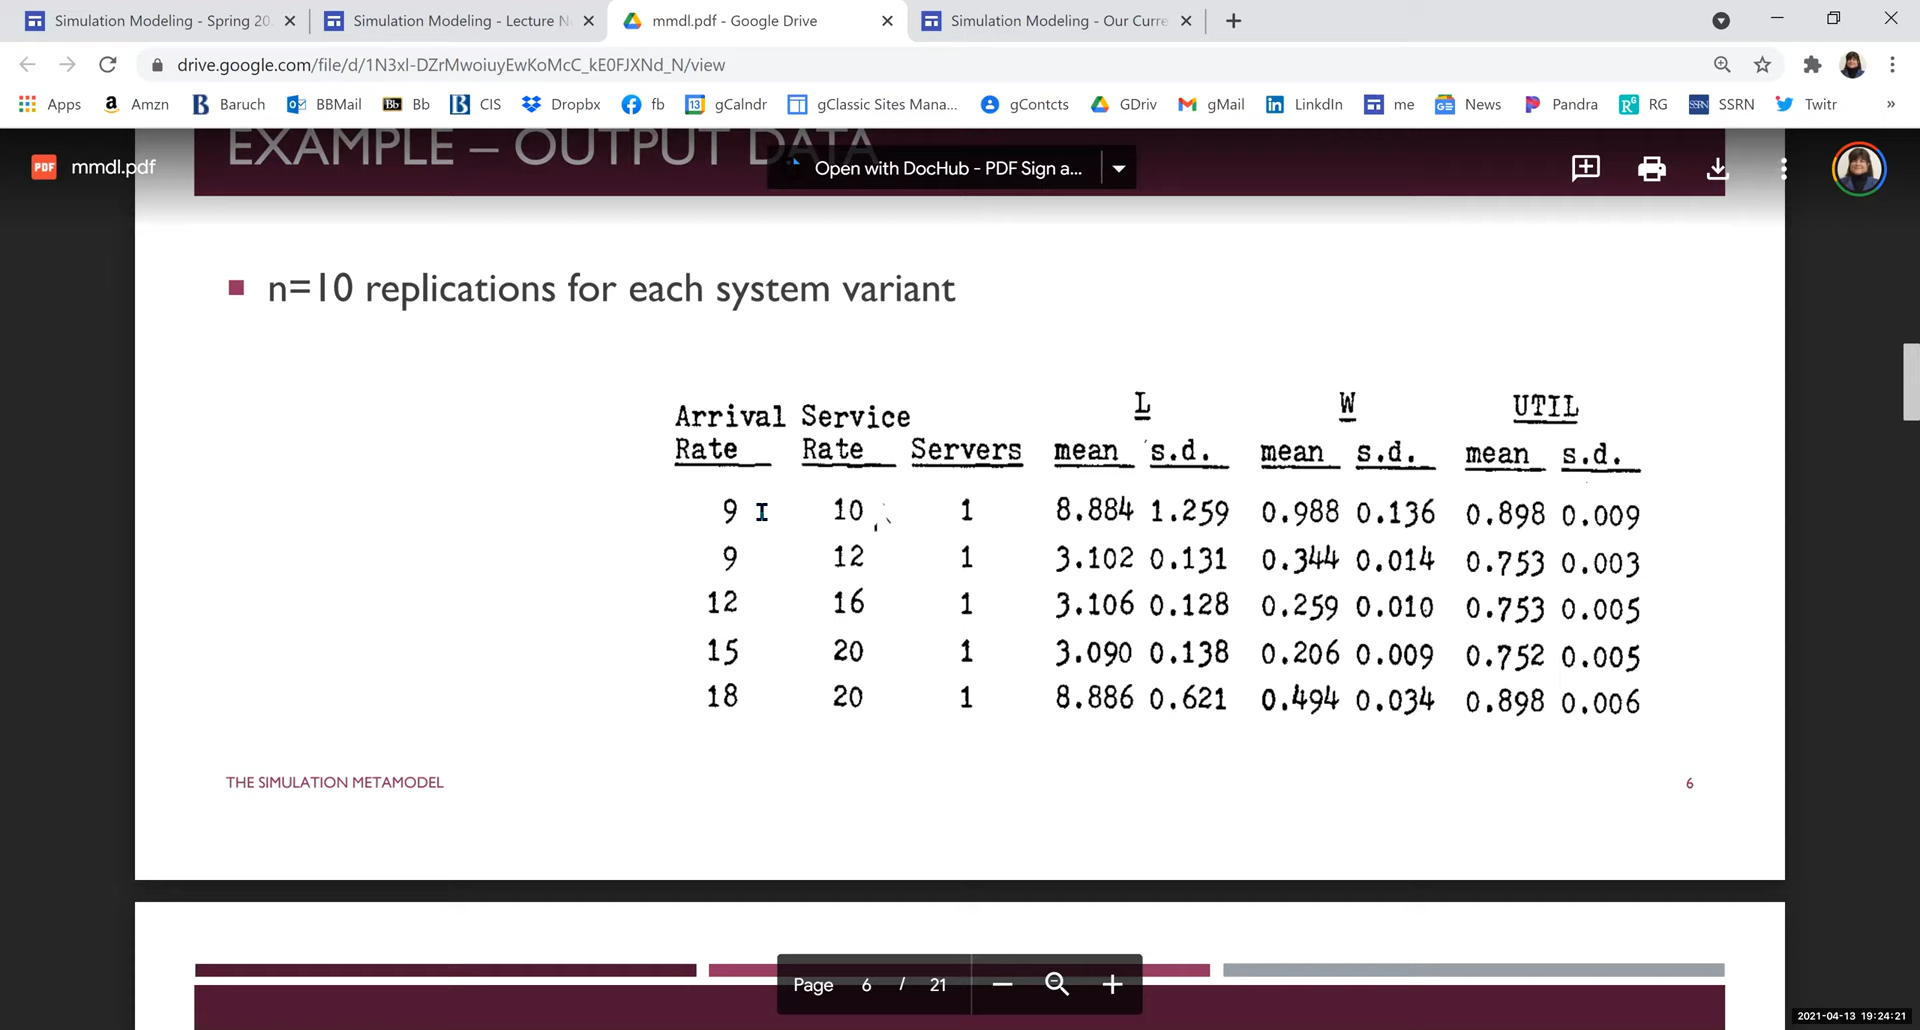 Simulation Modeling - Spring 20
Simulation Modeling - Lecture N
mmdl.pdf - Google Drive
Simulation Modeling - Our Curre
drive.google.com/file/d/1N3xl-DZrMwoiuyEwKoMcC_kE0FJXNd_N/view
Apps Amzn Baruch BBMail Bb CIS Dropbx fb gCalndr gClassic Sites Mana... gContcts GDriv gMail LinkdIn me News Pandra RG SSRN Twitr »
EXAMPLE – OUTPUT DATA
PDF mmdl.pdf
Open with DocHub - PDF Sign a...
n=10 replications for each system variant
L W UTIL
Arrival Service
Rate Rate Servers mean s.d. mean s.d. mean s.d.
9 10 1 8.884 1.259 0.988 0.136 0.898 0.009
9 12 1 3.102 0.131 0.344 0.014 0.753 0.003
12 16 1 3.106 0.128 0.259 0.010 0.753 0.005
15 20 1 3.090 0.138 0.206 0.009 0.752 0.005
18 20 1 8.886 0.621 0.494 0.034 0.898 0.006
THE SIMULATION METAMODEL
6
Page 6 / 21
2021-04-13 19:24:21